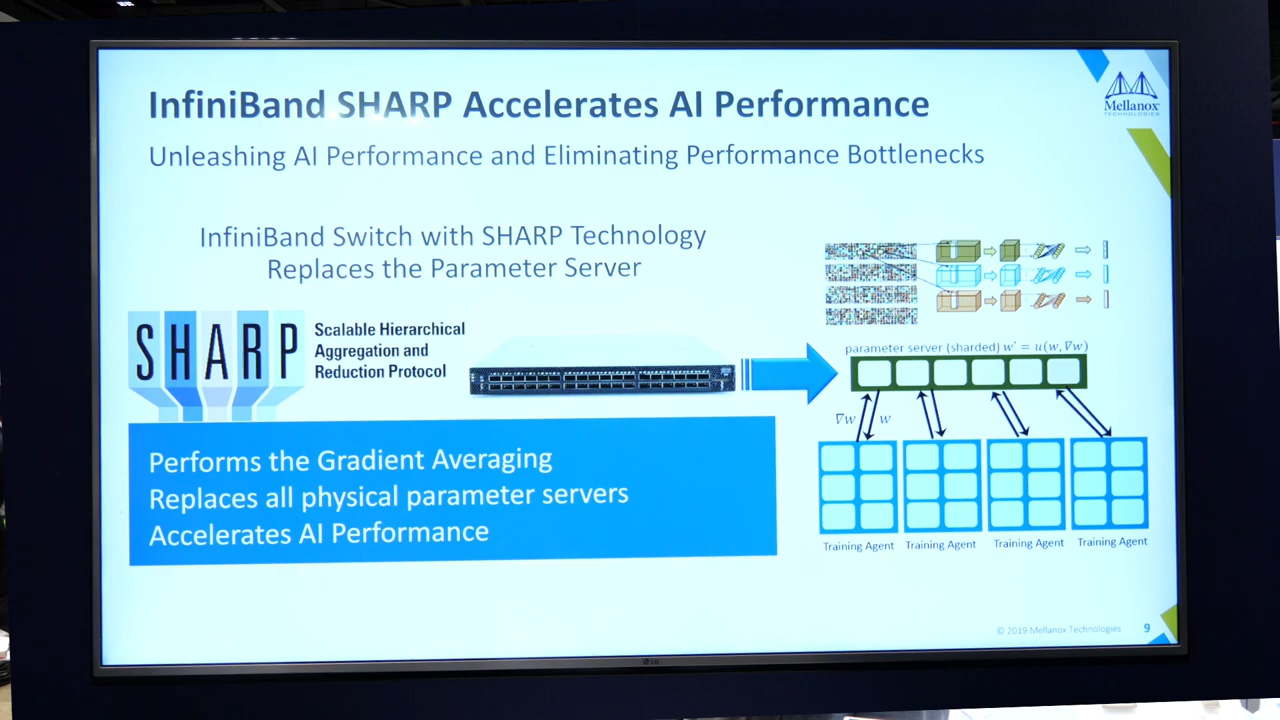 InfiniBand SHARP Accelerates AI Performance
Mellanox
TECHNOLOGIES
Unleashing AI Performance and Eliminating Performance Bottlenecks
InfiniBand Switch with SHARP Technology
Replaces the Parameter Server
SHARP
Scalable Hierarchical
Aggregation and
Reduction Protocol
parameter server (sharded) w' = u(w, ∇w)
∇w w
Performs the Gradient Averaging
Replaces all physical parameter servers
Accelerates AI Performance
Training Agent Training Agent Training Agent Training Agent
© 2019 Mellanox Technologies 9
LG